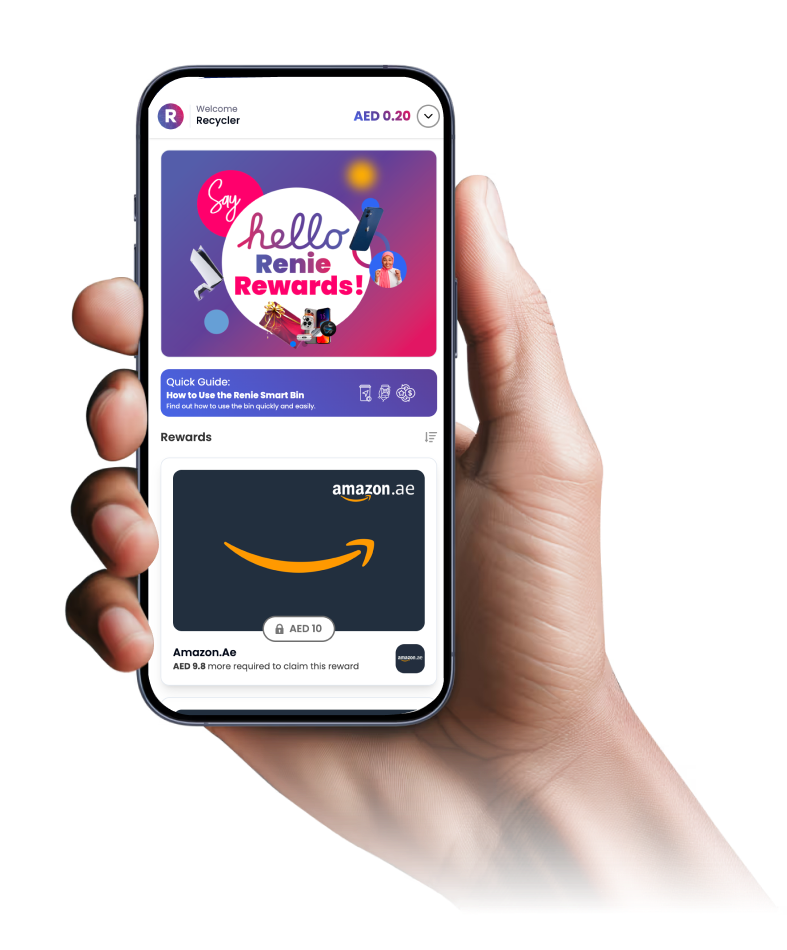 R
Welcome
Recycler
AED 0.20
Say
hello
Renie
Rewards!
Quick Guide:
How to Use the Renie Smart Bin
Find out how to use the bin quickly and easily.
Rewards
amazon.ae
AED 10
Amazon.Ae
AED 9.8 more required to claim this reward
amazon.ae